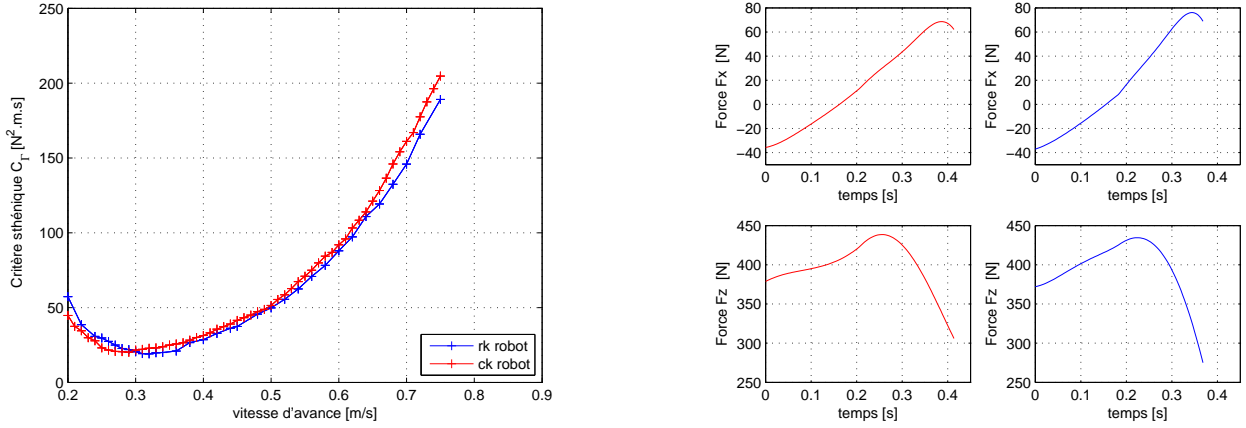 250
200
150
100
50
0
Critère sthénique CΓ [N².m.s]
0.2 0.3 0.4 0.5 0.6 0.7 0.8 0.9
vitesse d'avance [m/s]
rk robot
ck robot
80
60
40
20
0
−20
−40
Force Fx [N]
0 0.1 0.2 0.3 0.4
temps [s]
80
60
40
20
0
−20
−40
Force Fx [N]
0 0.1 0.2 0.3 0.4
temps [s]
450
400
350
300
250
Force Fz [N]
0 0.1 0.2 0.3 0.4
temps [s]
450
400
350
300
250
Force Fz [N]
0 0.1 0.2 0.3 0.4
temps [s]